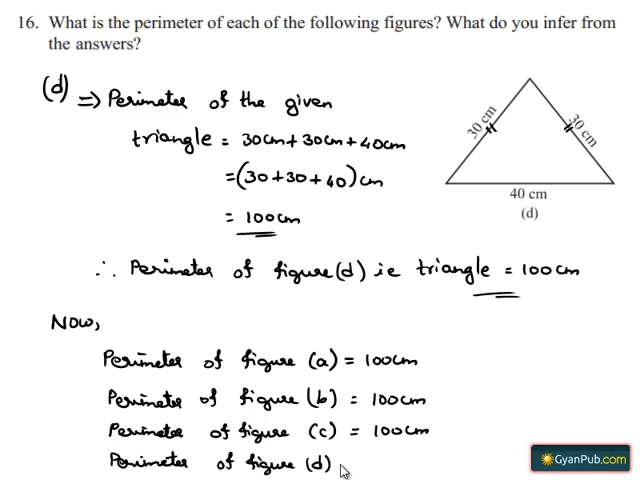 16. What is the perimeter of each of the following figures? What do you infer from
the answers?
(d) => Perimeter of the given
triangle = 30cm+30cm+40cm
=(30+30+40)cm
= 100cm
30 cm
30 cm
40 cm
(d)
∴ Perimeter of figure(d) ie triangle = 100cm
Now,
Perimeter of figure (a) = 100cm
Perimeter of figure (b) = 100cm
Perimeter of figure (c) = 100cm
Perimeter of figure (d)
GyanPub.com